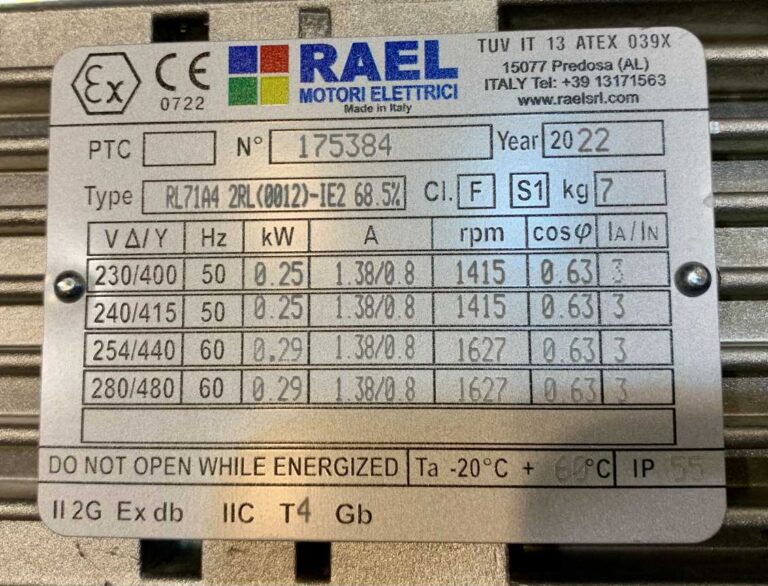 Ex CE 0722 RAEL MOTORI ELETTRICI Made in Italy
TUV IT 13 ATEX 039X
15077 Predosa (AL)
ITALY Tel: +39 13171563
www.raelsrl.com
PTC N° 175384 Year 2022
Type RL71A4 2RL(0012)-IE2 68.5% Cl. F S1 kg 7
V Δ/Y Hz kW A rpm cosφ IA/IN
230/400 50 0.25 1.38/0.8 1415 0.63 3
240/415 50 0.25 1.38/0.8 1415 0.63 3
254/440 60 0.29 1.38/0.8 1627 0.63 3
280/480 60 0.29 1.38/0.8 1627 0.63 3
DO NOT OPEN WHILE ENERGIZED Ta -20°C + 60°C IP 55
II 2G Ex db IIC T4 Gb